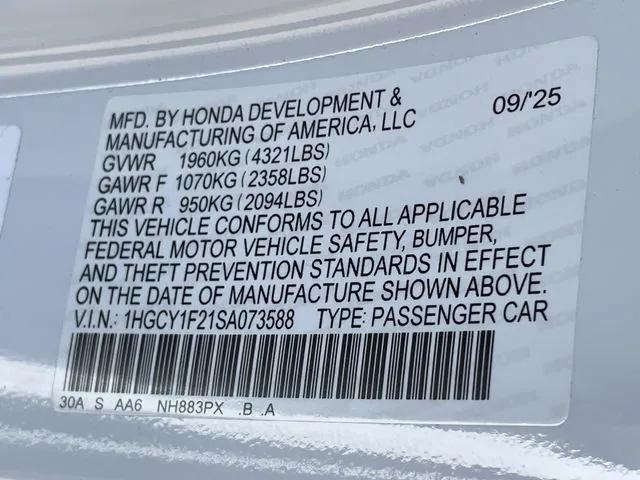 MFD. BY HONDA DEVELOPMENT & 09/'25
MANUFACTURING OF AMERICA, LLC
GVWR 1960KG (4321LBS)
GAWR F 1070KG (2358LBS)
GAWR R 950KG (2094LBS)
THIS VEHICLE CONFORMS TO ALL APPLICABLE
FEDERAL MOTOR VEHICLE SAFETY, BUMPER,
AND THEFT PREVENTION STANDARDS IN EFFECT
ON THE DATE OF MANUFACTURE SHOWN ABOVE.
V.I.N.: 1HGCY1F21SA073588 TYPE: PASSENGER CAR
30A S AA6 NH883PX .B .A